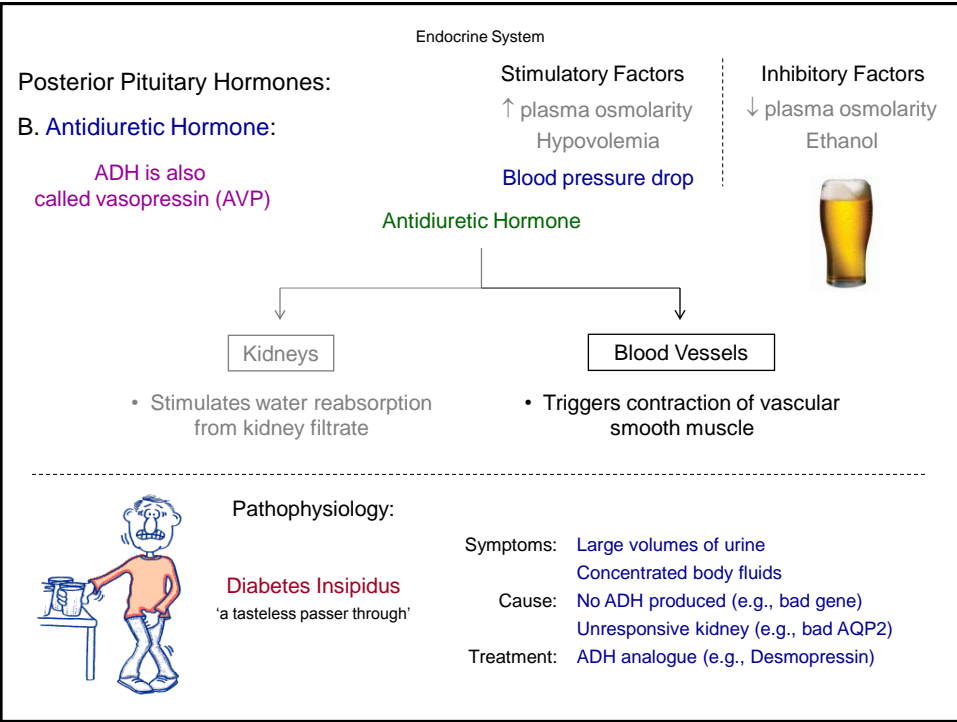 Endocrine System
Posterior Pituitary Hormones:
B. Antidiuretic Hormone:
ADH is also
called vasopressin (AVP)
Stimulatory Factors
↑ plasma osmolarity
Hypovolemia
Blood pressure drop
Inhibitory Factors
↓ plasma osmolarity
Ethanol
Antidiuretic Hormone
Kidneys
• Stimulates water reabsorption
from kidney filtrate
Blood Vessels
• Triggers contraction of vascular
smooth muscle
Pathophysiology:
Diabetes Insipidus
‘a tasteless passer through’
Symptoms: Large volumes of urine
Concentrated body fluids
Cause: No ADH produced (e.g., bad gene)
Unresponsive kidney (e.g., bad AQP2)
Treatment: ADH analogue (e.g., Desmopressin)